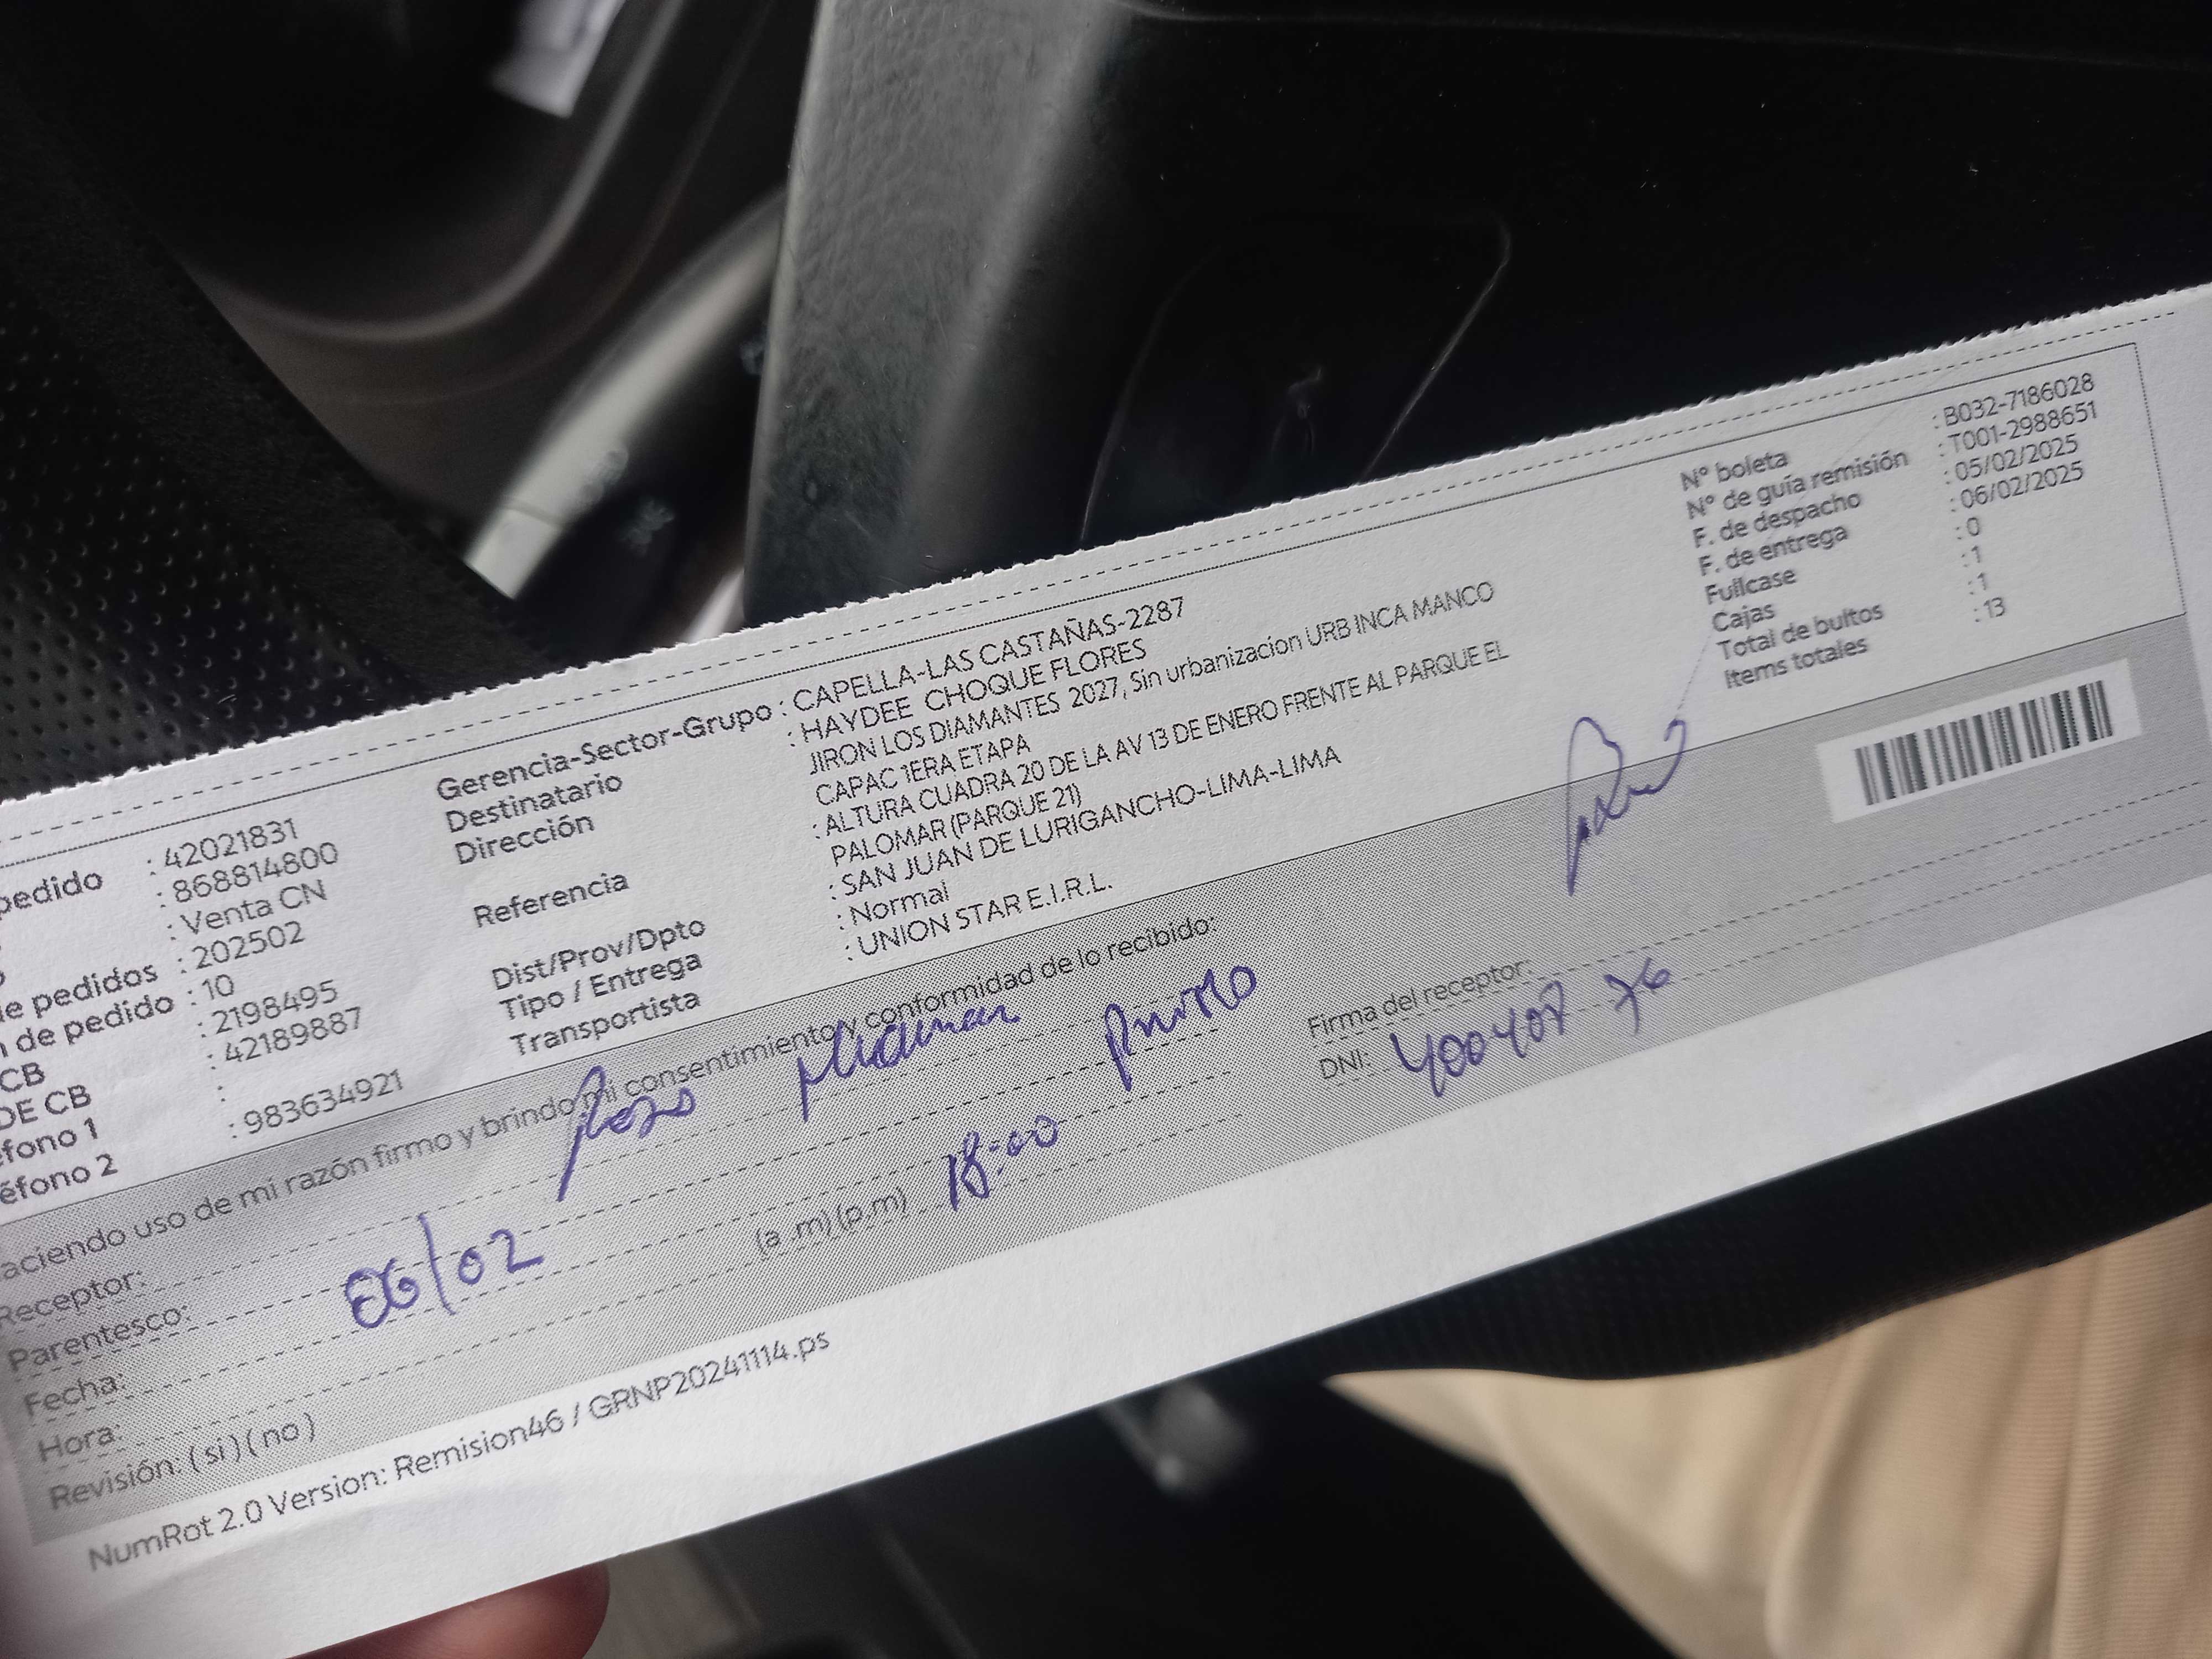 pedido : 42021831
: 868814800
: Venta CN
de pedidos : 202502
n de pedido : 10
CB : 2198495
DE CB : 42189887
éfono 1 :
éfono 2 : 983634921
Gerencia-Sector-Grupo : CAPELLA-LAS CASTAÑAS-2287
Destinatario : HAYDEE CHOQUE FLORES
Dirección JIRON LOS DIAMANTES 2027, Sin urbanizacion URB INCA MANCO
CAPAC 1ERA ETAPA
Referencia : ALTURA CUADRA 20 DE LA AV 13 DE ENERO FRENTE AL PARQUE EL
PALOMAR (PARQUE 21)
Dist/Prov/Dpto : SAN JUAN DE LURIGANCHO-LIMA-LIMA
Tipo / Entrega : Normal
Transportista : UNION STAR E.I.R.L.
N° boleta : B032-7186028
N° de guía remisión : T001-2988651
F. de despacho : 05/02/2025
F. de entrega : 06/02/2025
Fullcase : 0
Cajas : 1
Total de bultos : 1
Items totales : 13
aciendo uso de mi razón firmo y brindo mi consentimiento y conformidad de lo recibido:
Receptor:
Parentesco:
Fecha: 06/02
Hora: (a .m) (p.m) 18:00
Revisión: ( si ) ( no )
Firma del receptor:
DNI: 40040876
NumRot 2.0 Version: Remision46 / GRNP20241114.ps